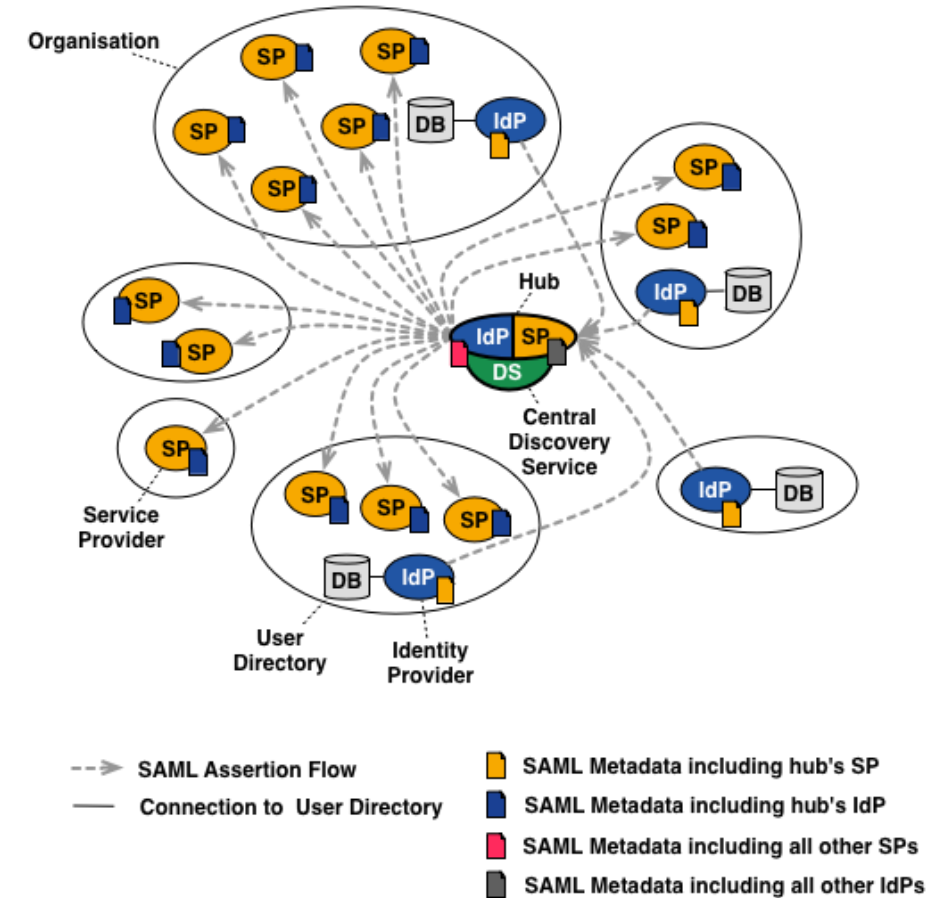 Organisation
SP
SP
SP
SP
DB
IdP
SP
SP
SP
IdP
DB
Hub
SP
SP
IdP
SP
DS
Central
Discovery
Service
SP
Service
Provider
SP
SP
SP
IdP
DB
DB
IdP
User
Directory
Identity
Provider
SAML Assertion Flow
Connection to User Directory
SAML Metadata including hub's SP
SAML Metadata including hub's IdP
SAML Metadata including all other SPs
SAML Metadata including all other IdPs